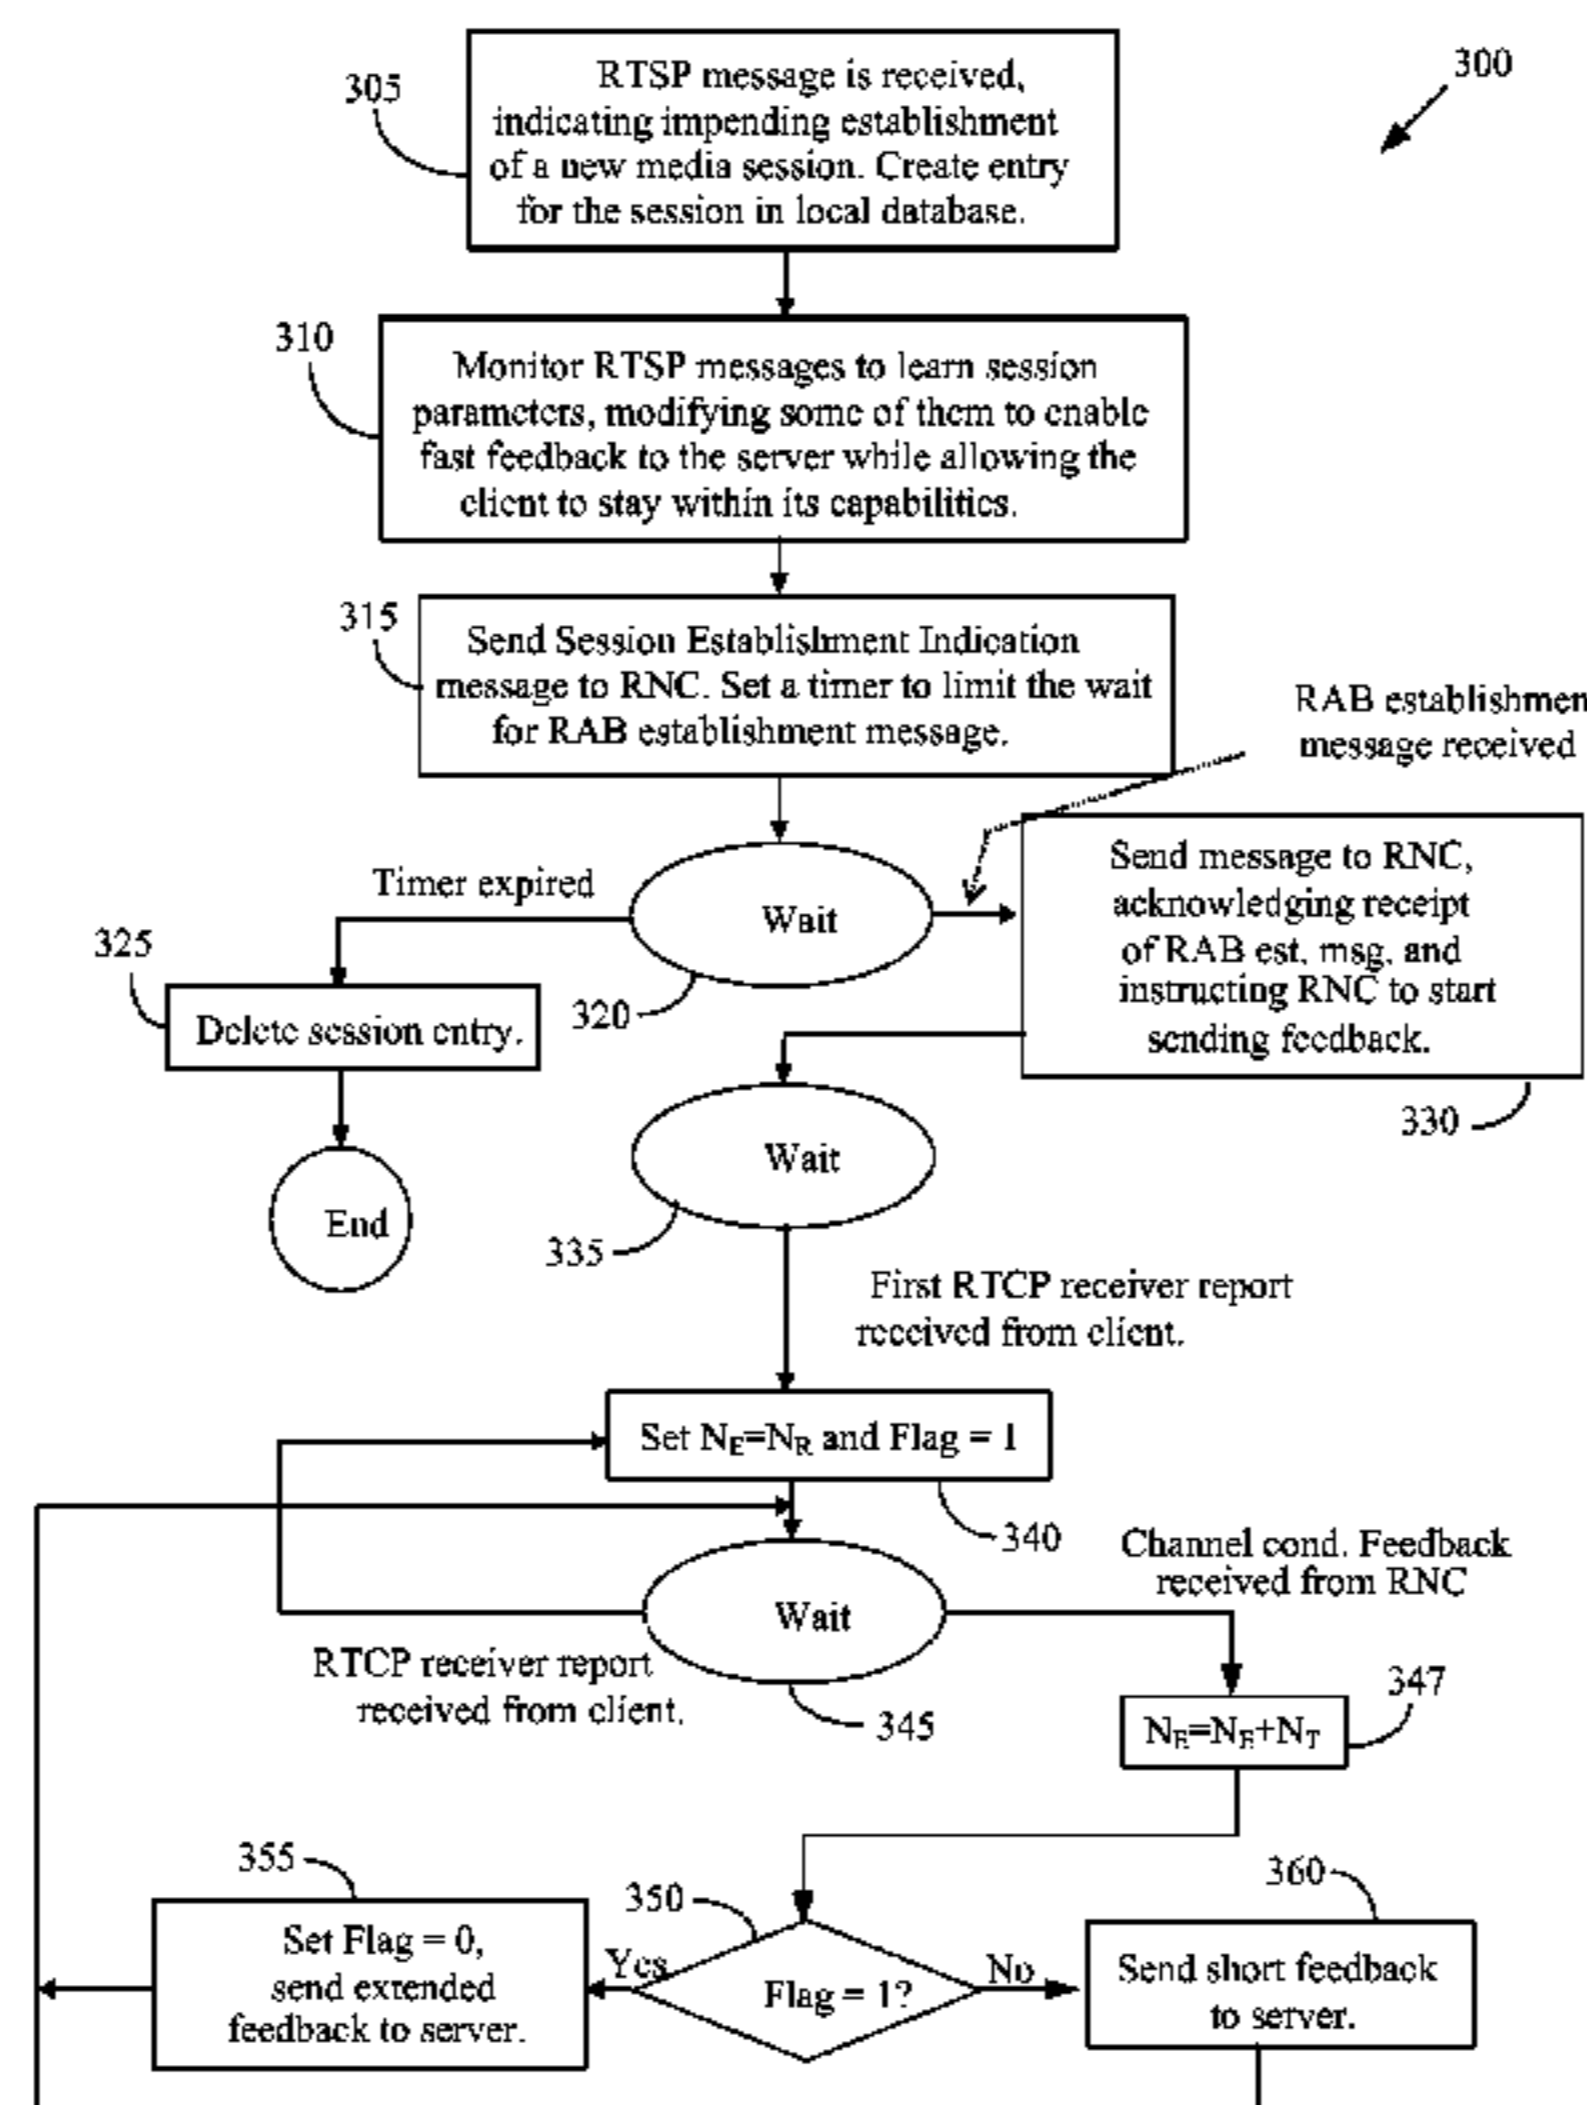 300
305
RTSP message is received,
indicating impending establishment
of a new media session. Create entry
for the session in local database.
310
Monitor RTSP messages to learn session
parameters, modifying some of them to enable
fast feedback to the server while allowing the
client to stay within its capabilities.
315
Send Session Establishment Indication
message to RNC. Set a timer to limit the wait
for RAB establishment message.
RAB establishmen
message received
Timer expired
Wait
320
325
Delete session entry.
End
Send message to RNC,
acknowledging receipt
of RAB est. msg. and
instructing RNC to start
sending feedback.
330
Wait
335
First RTCP receiver report
received from client.
Set NE=NR and Flag = 1
340
Wait
345
RTCP receiver report
received from client.
Channel cond. Feedback
received from RNC
347
NE=NE+NT
350
Flag = 1?
Yes
No
355
Set Flag = 0,
send extended
feedback to server.
360
Send short feedback
to server.